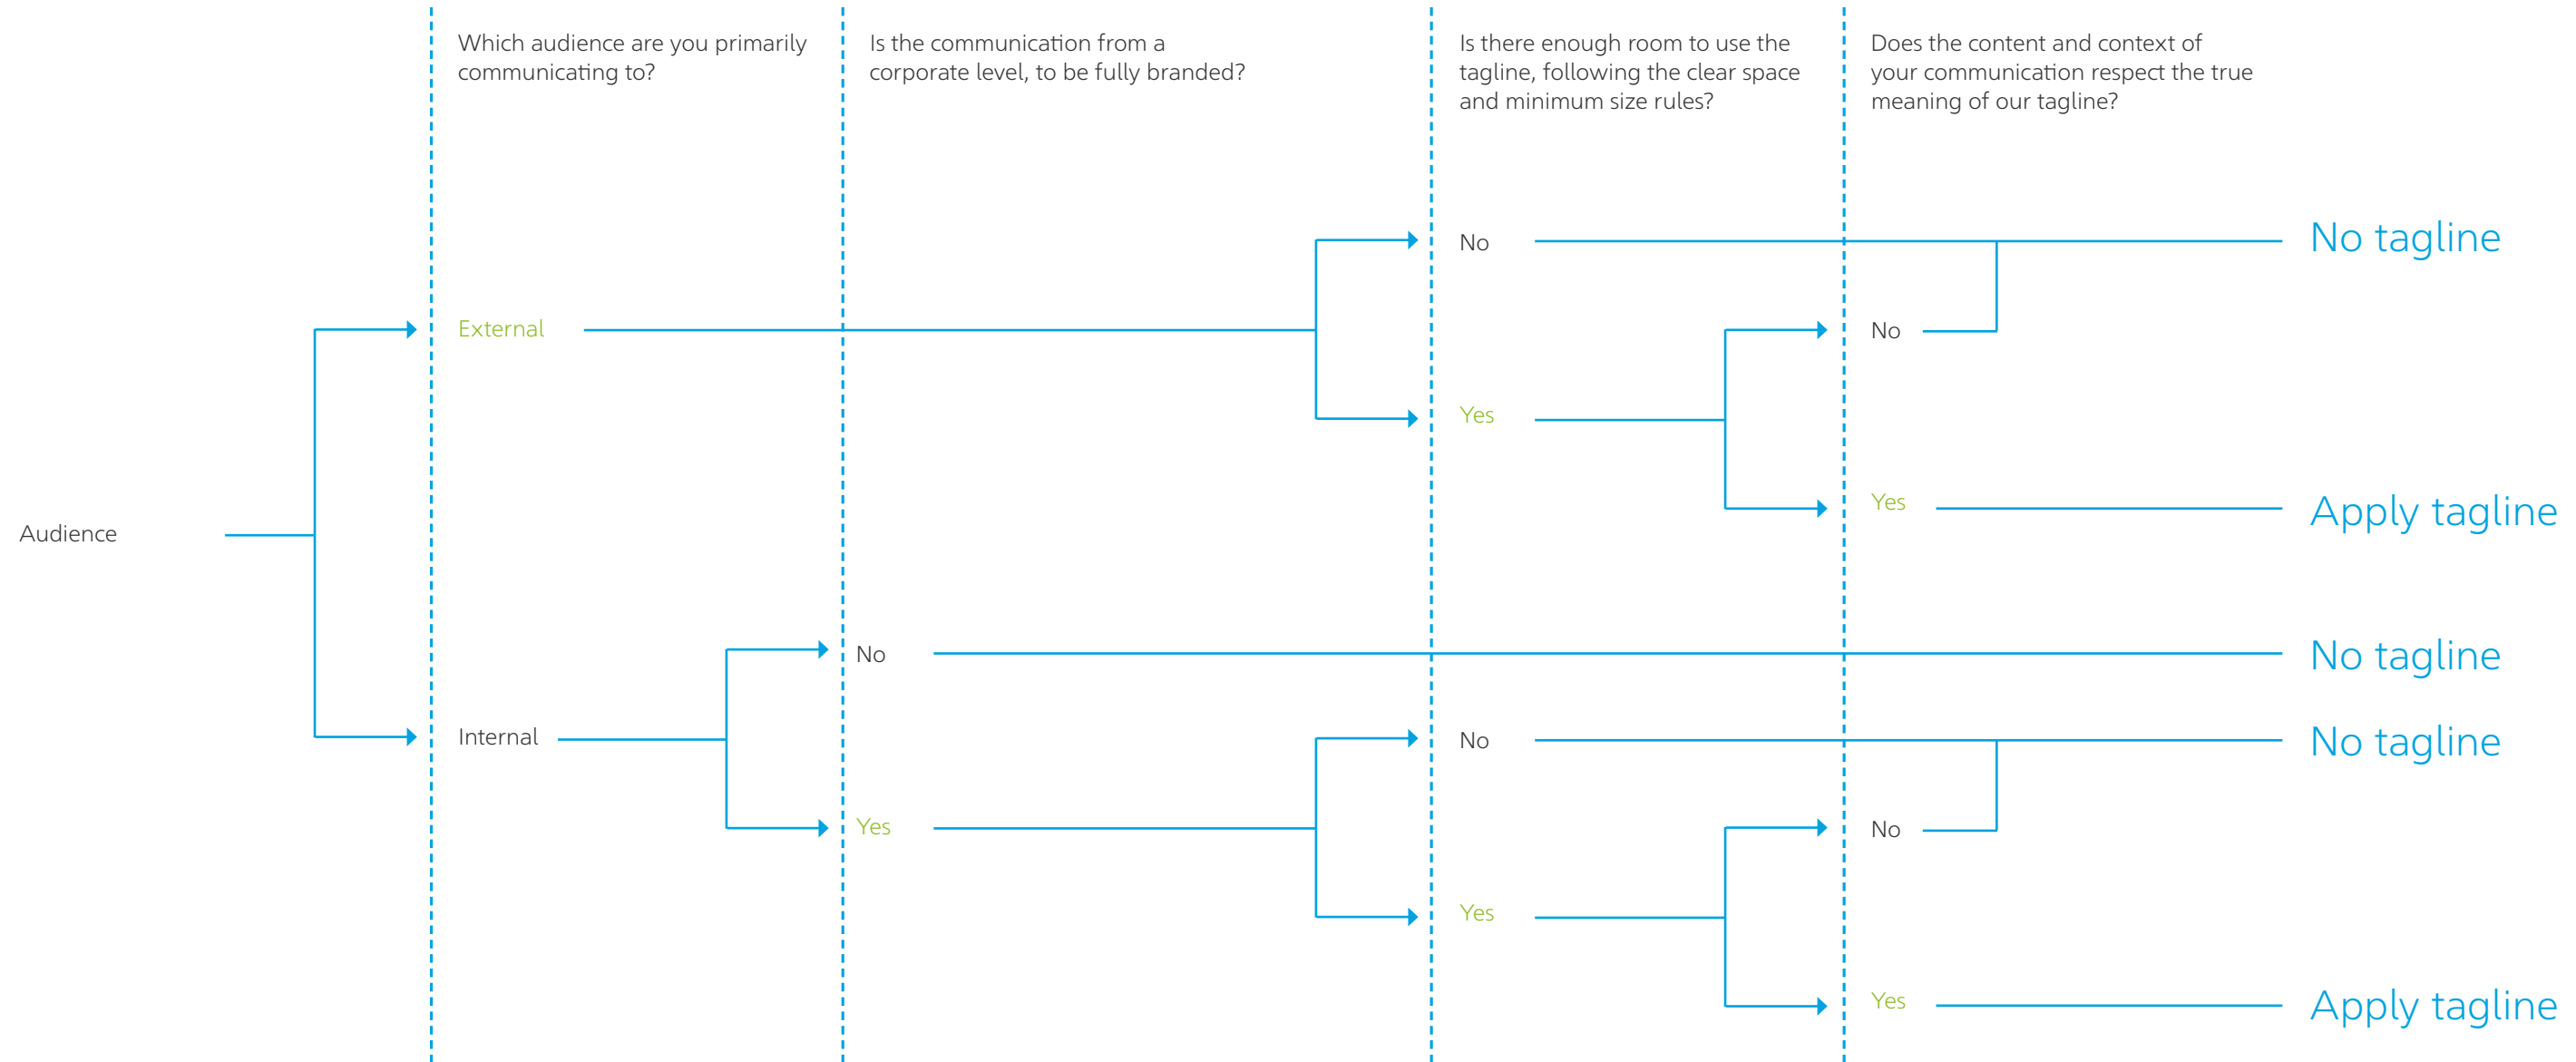 Which audience are you primarily
communicating to?
Is the communication from a
corporate level, to be fully branded?
Is there enough room to use the
tagline, following the clear space
and minimum size rules?
Does the content and context of
your communication respect the true
meaning of our tagline?
No
No tagline
External
No
Yes
Yes
Apply tagline
Audience
No
No tagline
Internal
No
No tagline
Yes
No
Yes
Yes
Apply tagline